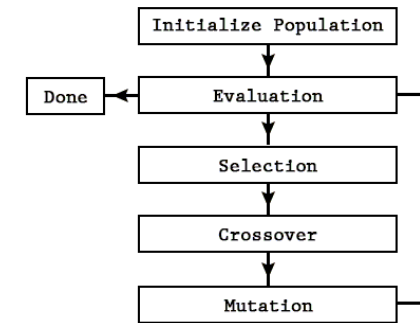 Initialize Population
Done
Evaluation
Selection
Crossover
Mutation